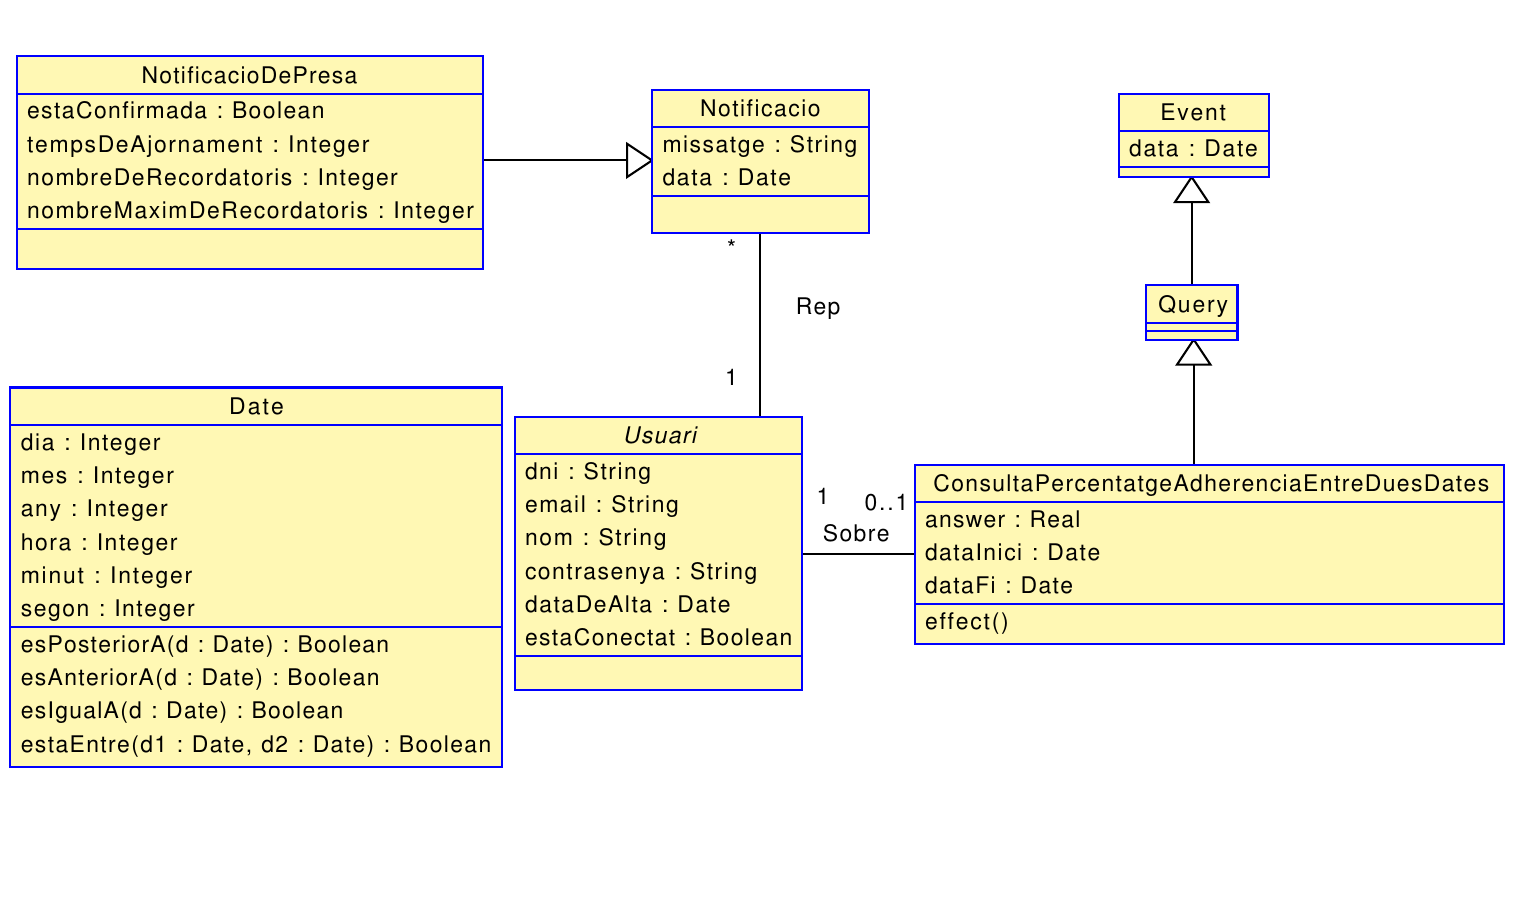 NotificacioDePresa
estaConfirmada : Boolean
tempsDeAjornament : Integer
nombreDeRecordatoris : Integer
nombreMaximDeRecordatoris : Integer
Notificacio
missatge : String
data : Date
Event
data : Date
Query
*
Rep
1
Date
dia : Integer
mes : Integer
any : Integer
hora : Integer
minut : Integer
segon : Integer
esPosteriorA(d : Date) : Boolean
esAnteriorA(d : Date) : Boolean
esIgualA(d : Date) : Boolean
estaEntre(d1 : Date, d2 : Date) : Boolean
Usuari
dni : String
email : String
nom : String
contrasenya : String
dataDeAlta : Date
estaConectat : Boolean
1
0..1
Sobre
ConsultaPercentatgeAdherenciaEntreDuesDates
answer : Real
dataInici : Date
dataFi : Date
effect()